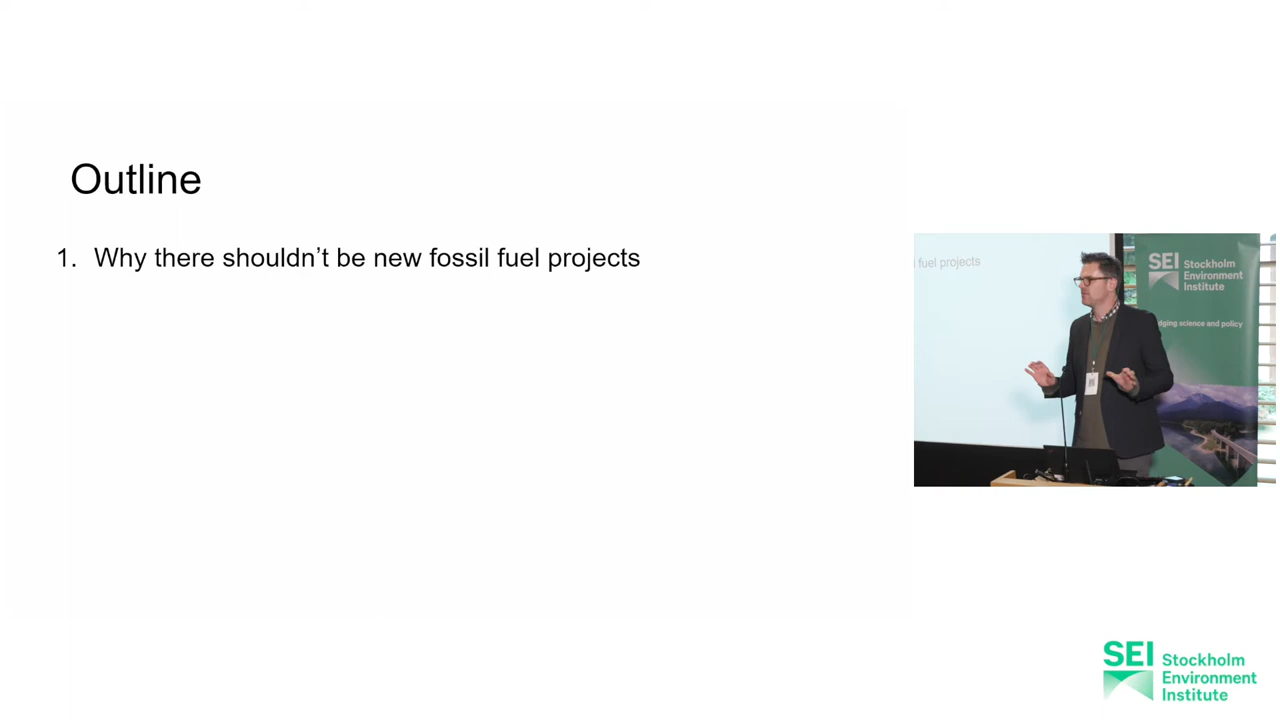 Outline
1. Why there shouldn't be new fossil fuel projects
fuel projects
SEI Stockholm
Environment
Institute
dging science and policy
SEI Stockholm
Environment
Institute